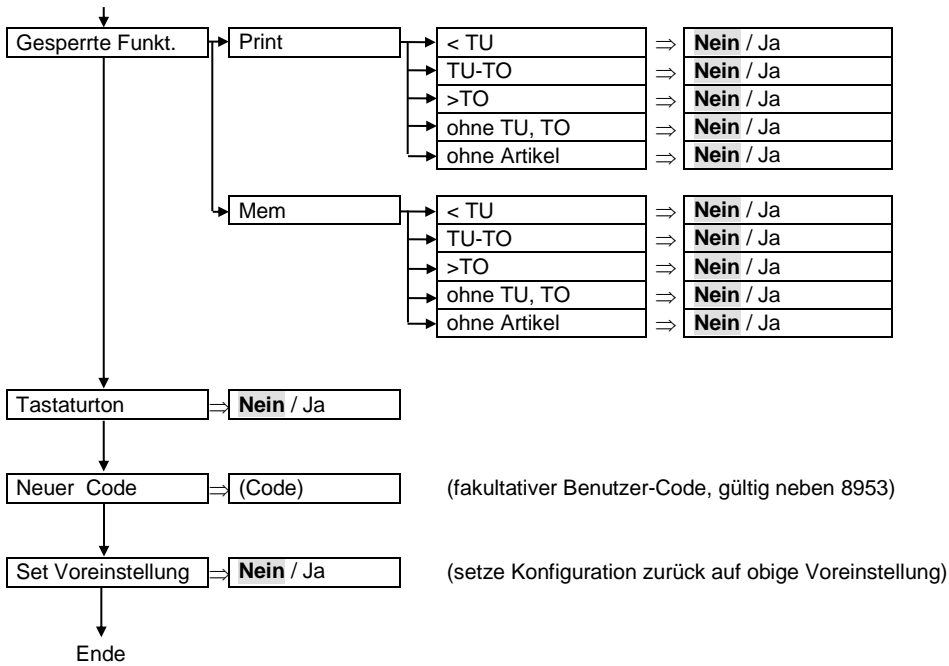 Gesperrte Funkt. Print < TU ⇒ Nein / Ja
TU-TO ⇒ Nein / Ja
>TO ⇒ Nein / Ja
ohne TU, TO ⇒ Nein / Ja
ohne Artikel ⇒ Nein / Ja
Mem < TU ⇒ Nein / Ja
TU-TO ⇒ Nein / Ja
>TO ⇒ Nein / Ja
ohne TU, TO ⇒ Nein / Ja
ohne Artikel ⇒ Nein / Ja
Tastaturton ⇒ Nein / Ja
Neuer Code ⇒ (Code) (fakultativer Benutzer-Code, gültig neben 8953)
Set Voreinstellung ⇒ Nein / Ja (setze Konfiguration zurück auf obige Voreinstellung)
Ende